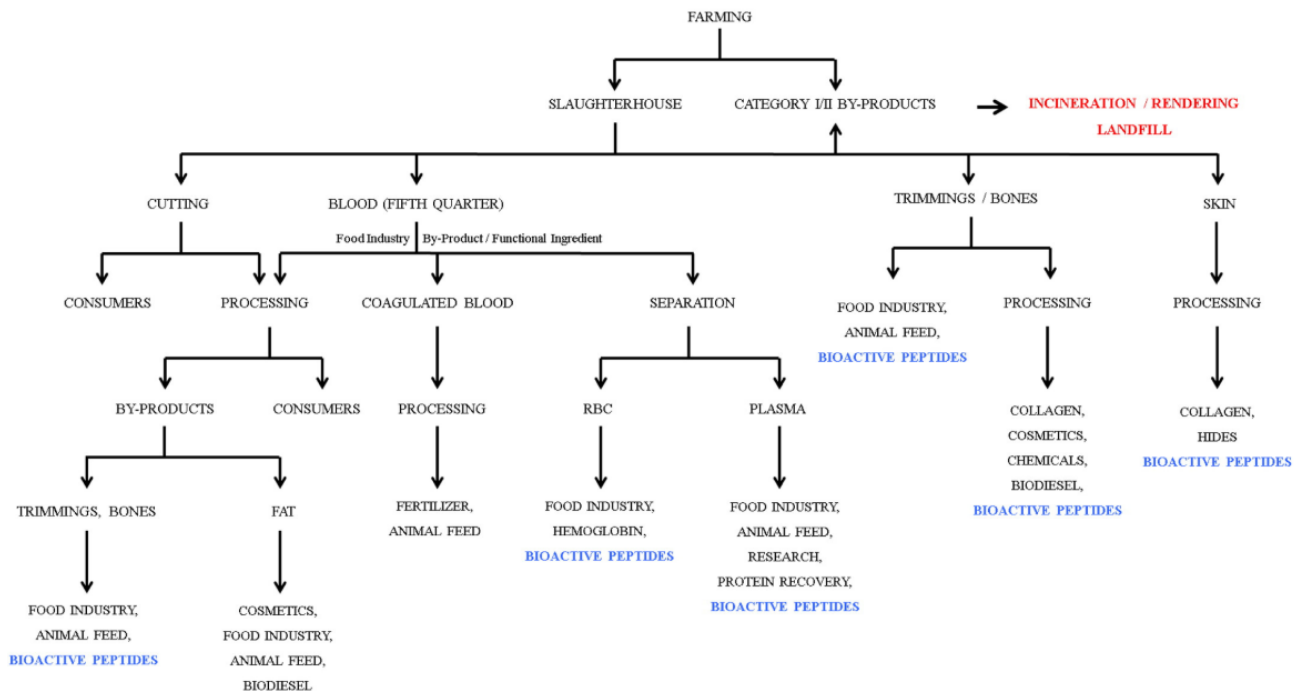 FARMING
SLAUGHTERHOUSE
CATEGORY I/II BY-PRODUCTS
INCINERATION / RENDERING
LANDFILL
CUTTING
BLOOD (FIFTH QUARTER)
TRIMMINGS / BONES
SKIN
Food Industry
By-Product / Functional Ingredient
CONSUMERS
PROCESSING
COAGULATED BLOOD
SEPARATION
FOOD INDUSTRY,
ANIMAL FEED,
BIOACTIVE PEPTIDES
PROCESSING
PROCESSING
BY-PRODUCTS
CONSUMERS
PROCESSING
RBC
PLASMA
COLLAGEN,
COSMETICS,
CHEMICALS,
BIODIESEL,
BIOACTIVE PEPTIDES
COLLAGEN,
HIDES
BIOACTIVE PEPTIDES
TRIMMINGS, BONES
FAT
FERTILIZER,
ANIMAL FEED
FOOD INDUSTRY,
HEMOGLOBIN,
BIOACTIVE PEPTIDES
FOOD INDUSTRY,
ANIMAL FEED,
RESEARCH,
PROTEIN RECOVERY,
BIOACTIVE PEPTIDES
FOOD INDUSTRY,
ANIMAL FEED,
BIOACTIVE PEPTIDES
COSMETICS,
FOOD INDUSTRY,
ANIMAL FEED,
BIODIESEL